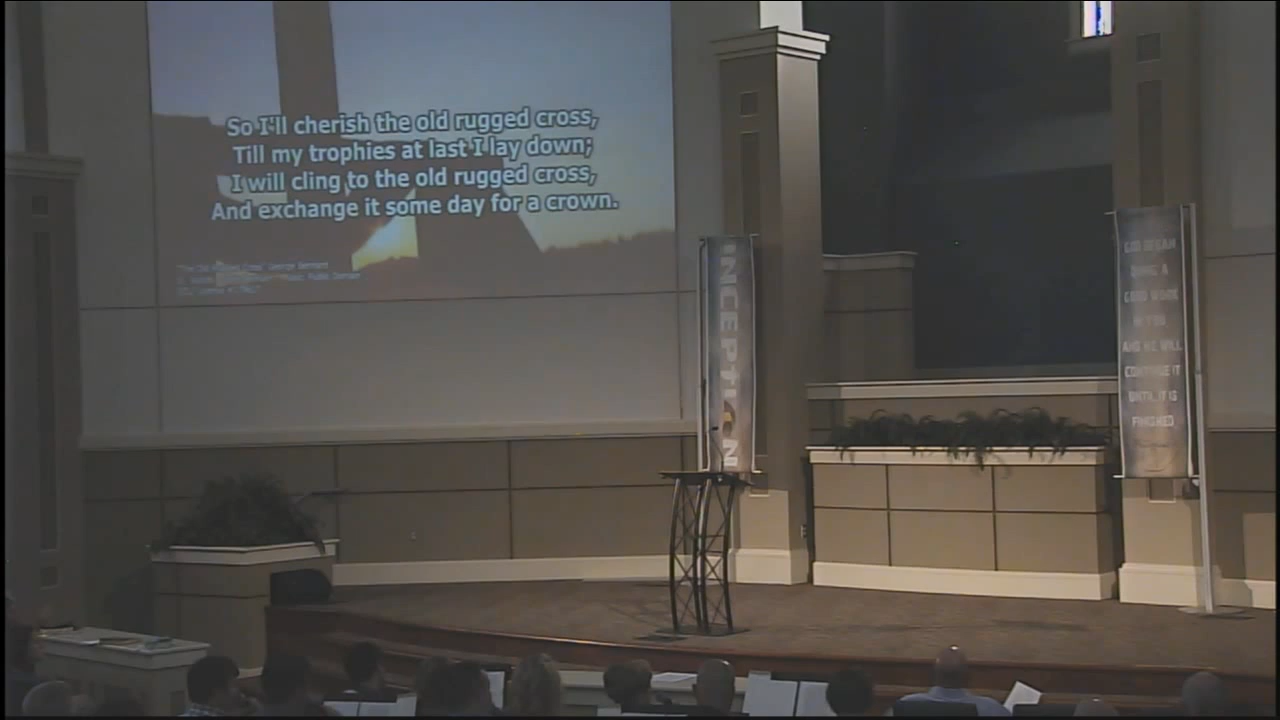 So I'll cherish the old rugged cross,
Till my trophies at last I lay down;
I will cling to the old rugged cross,
And exchange it some day for a crown.
INCEPTION
GOD BEGAN
DOING A
GOOD WORK
IN YOU
AND HE WILL
CONTINUE IT
UNTIL IT IS
FINISHED